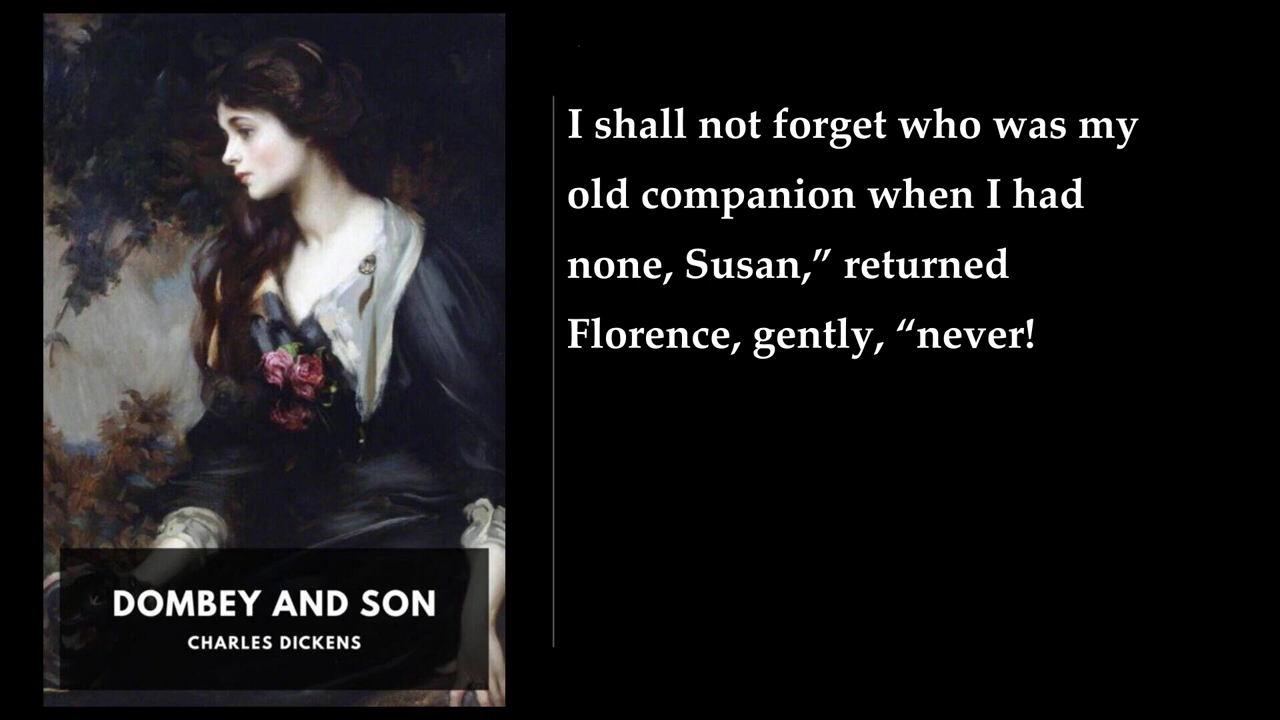 DOMBEY AND SON
CHARLES DICKENS
I shall not forget who was my
old companion when I had
none, Susan,” returned
Florence, gently, “never!